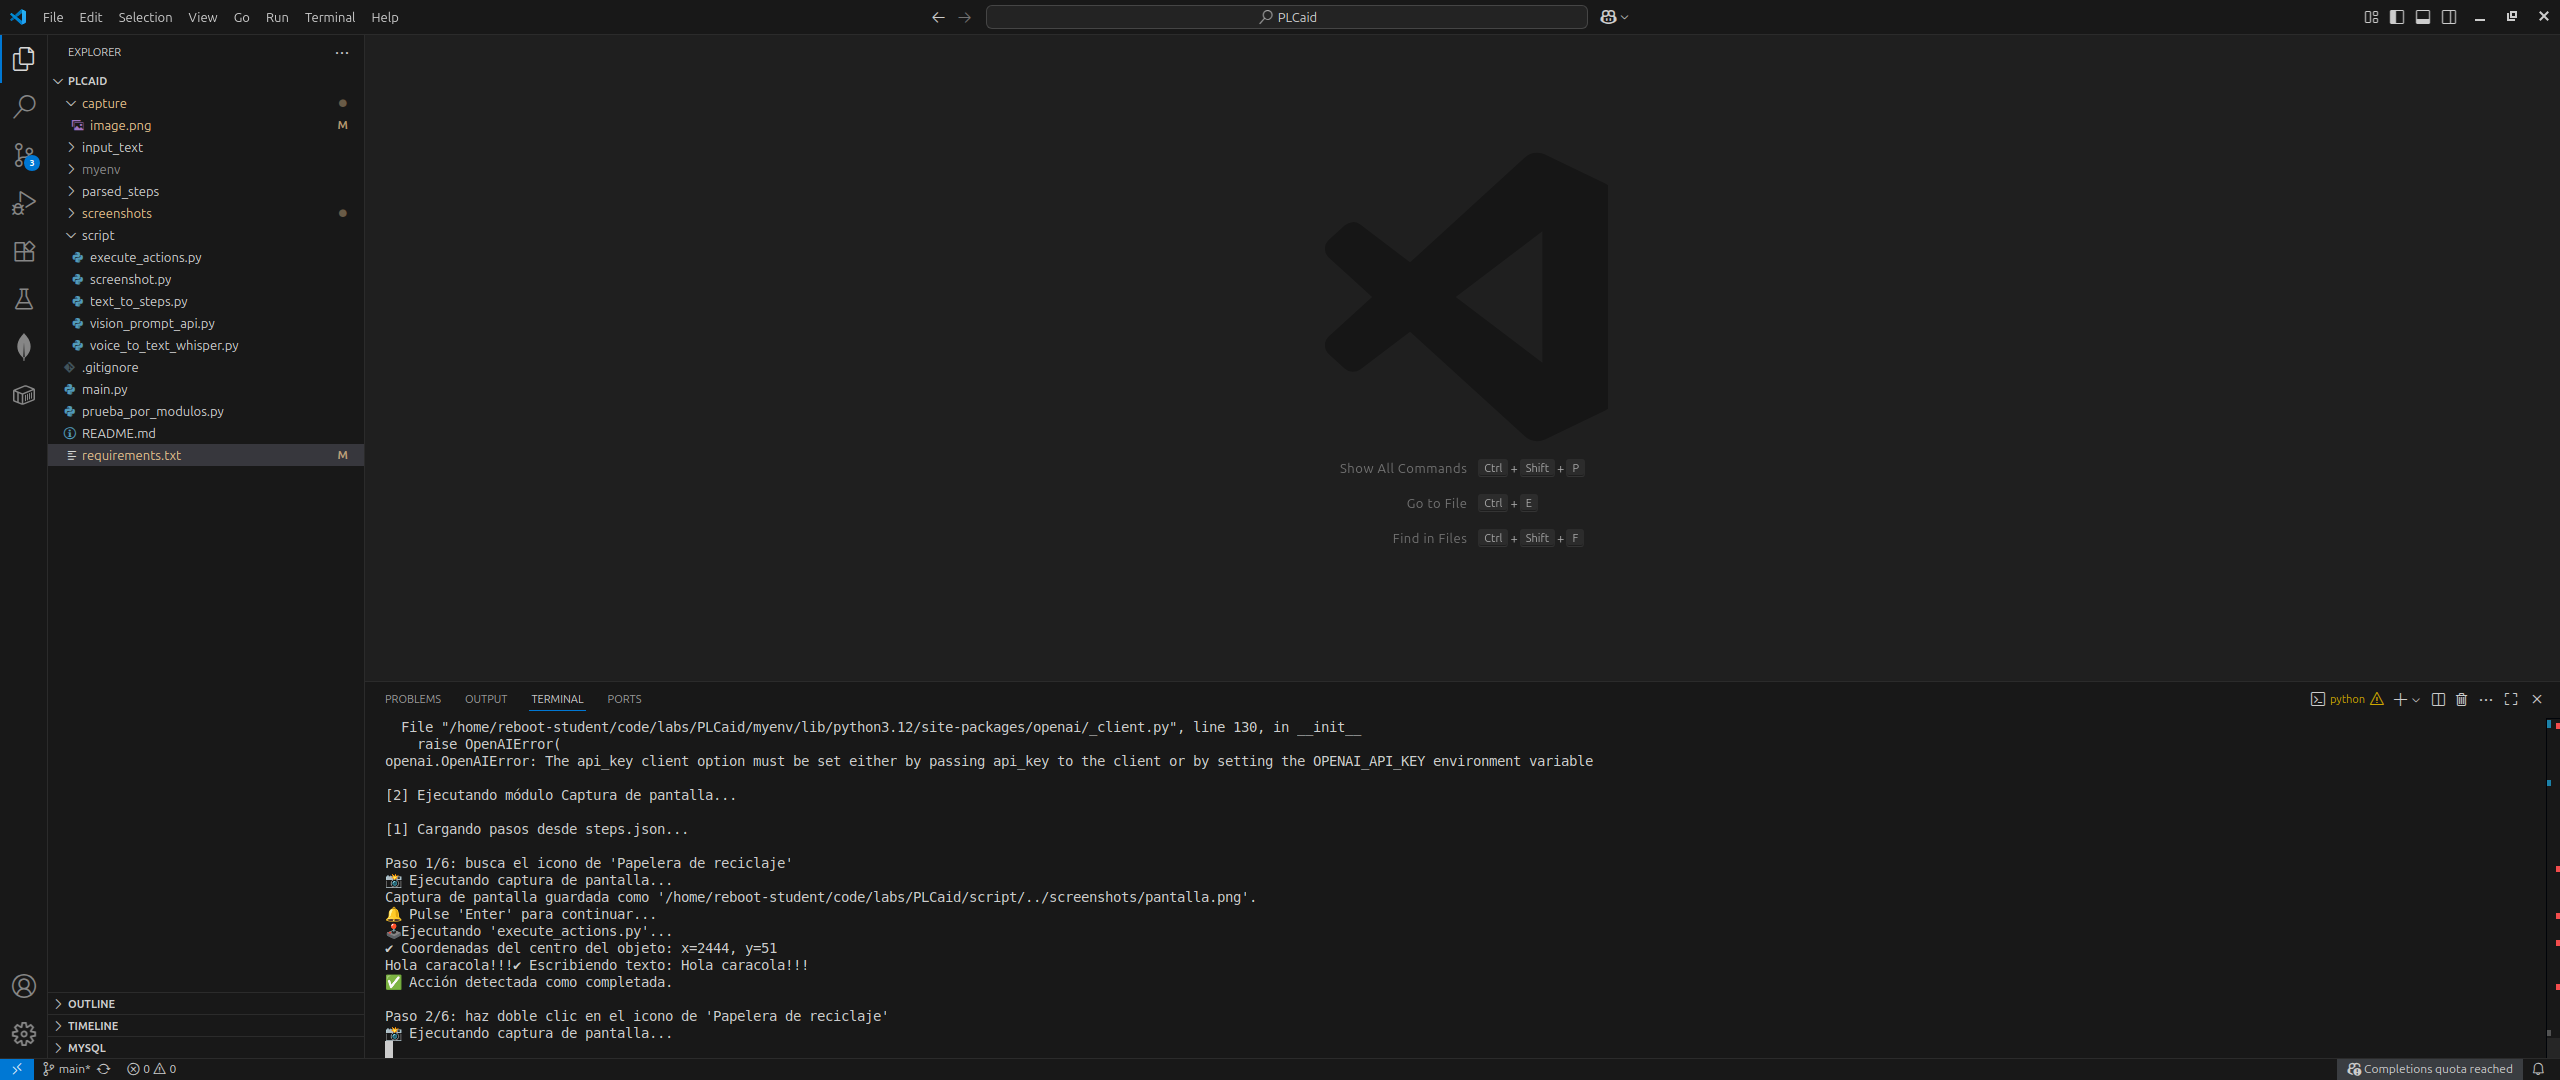 File Edit Selection View Go Run Terminal Help
PLCaid
EXPLORER
PLCAID
capture
image.png M
input_text
myenv
parsed_steps
screenshots
script
execute_actions.py
screenshot.py
text_to_steps.py
vision_prompt_api.py
voice_to_text_whisper.py
.gitignore
main.py
prueba_por_modulos.py
README.md
requirements.txt M
3
OUTLINE
TIMELINE
MYSQL
Show All Commands Ctrl + Shift + P
Go to File Ctrl + E
Find in Files Ctrl + Shift + F
PROBLEMS OUTPUT TERMINAL PORTS
python
File "/home/reboot-student/code/labs/PLCaid/myenv/lib/python3.12/site-packages/openai/_client.py", line 130, in __init__
raise OpenAIError(
openai.OpenAIError: The api_key client option must be set either by passing api_key to the client or by setting the OPENAI_API_KEY environment variable
[2] Ejecutando módulo Captura de pantalla...
[1] Cargando pasos desde steps.json...
Paso 1/6: busca el icono de 'Papelera de reciclaje'
📸 Ejecutando captura de pantalla...
Captura de pantalla guardada como '/home/reboot-student/code/labs/PLCaid/script/../screenshots/pantalla.png'.
🔔 Pulse 'Enter' para continuar...
🕹️Ejecutando 'execute_actions.py'...
✔ Coordenadas del centro del objeto: x=2444, y=51
Hola caracola!!!✔ Escribiendo texto: Hola caracola!!!
✅ Acción detectada como completada.
Paso 2/6: haz doble clic en el icono de 'Papelera de reciclaje'
📸 Ejecutando captura de pantalla...
main* 0 0
Completions quota reached